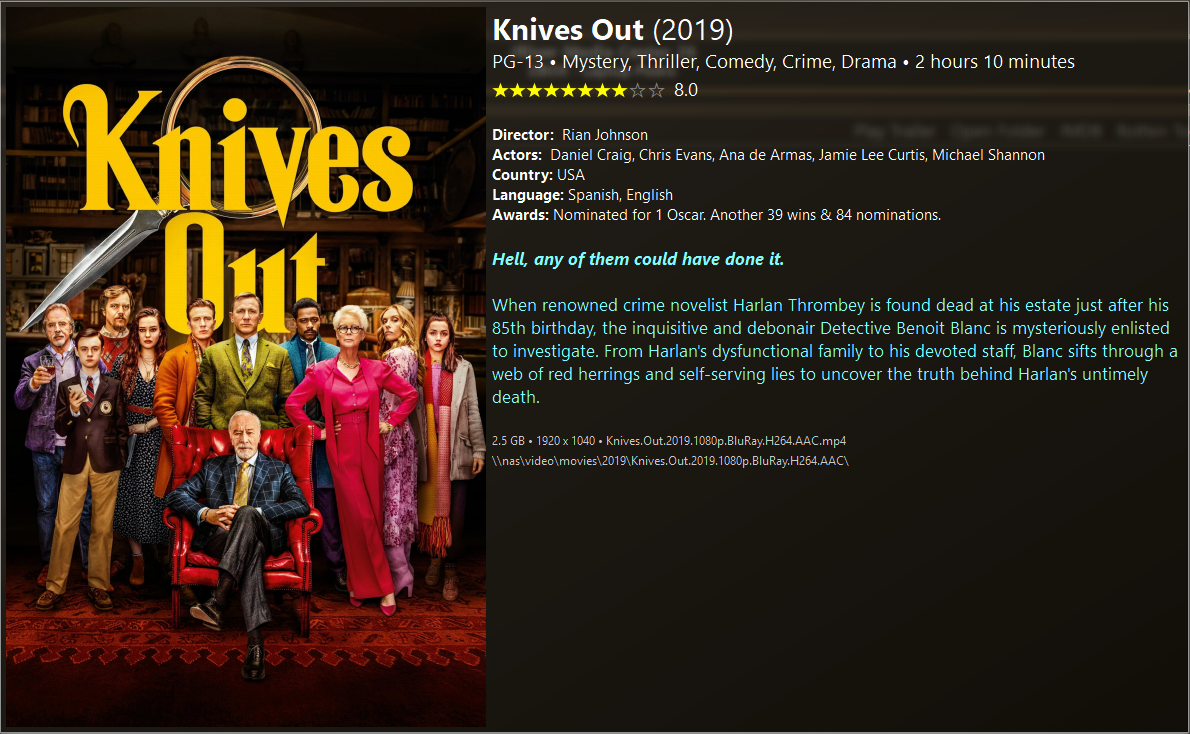 Knives
Out
Knives Out (2019)
PG-13 • Mystery, Thriller, Comedy, Crime, Drama • 2 hours 10 minutes
★★★★★★★★☆☆ 8.0
Director: Rian Johnson
Actors: Daniel Craig, Chris Evans, Ana de Armas, Jamie Lee Curtis, Michael Shannon
Country: USA
Language: Spanish, English
Awards: Nominated for 1 Oscar. Another 39 wins & 84 nominations.
Hell, any of them could have done it.
When renowned crime novelist Harlan Thrombey is found dead at his estate just after his
85th birthday, the inquisitive and debonair Detective Benoit Blanc is mysteriously enlisted
to investigate. From Harlan's dysfunctional family to his devoted staff, Blanc sifts through a
web of red herrings and self-serving lies to uncover the truth behind Harlan's untimely
death.
2.5 GB • 1920 x 1040 • Knives.Out.2019.1080p.BluRay.H264.AAC.mp4
\\nas\video\movies\2019\Knives.Out.2019.1080p.BluRay.H264.AAC\